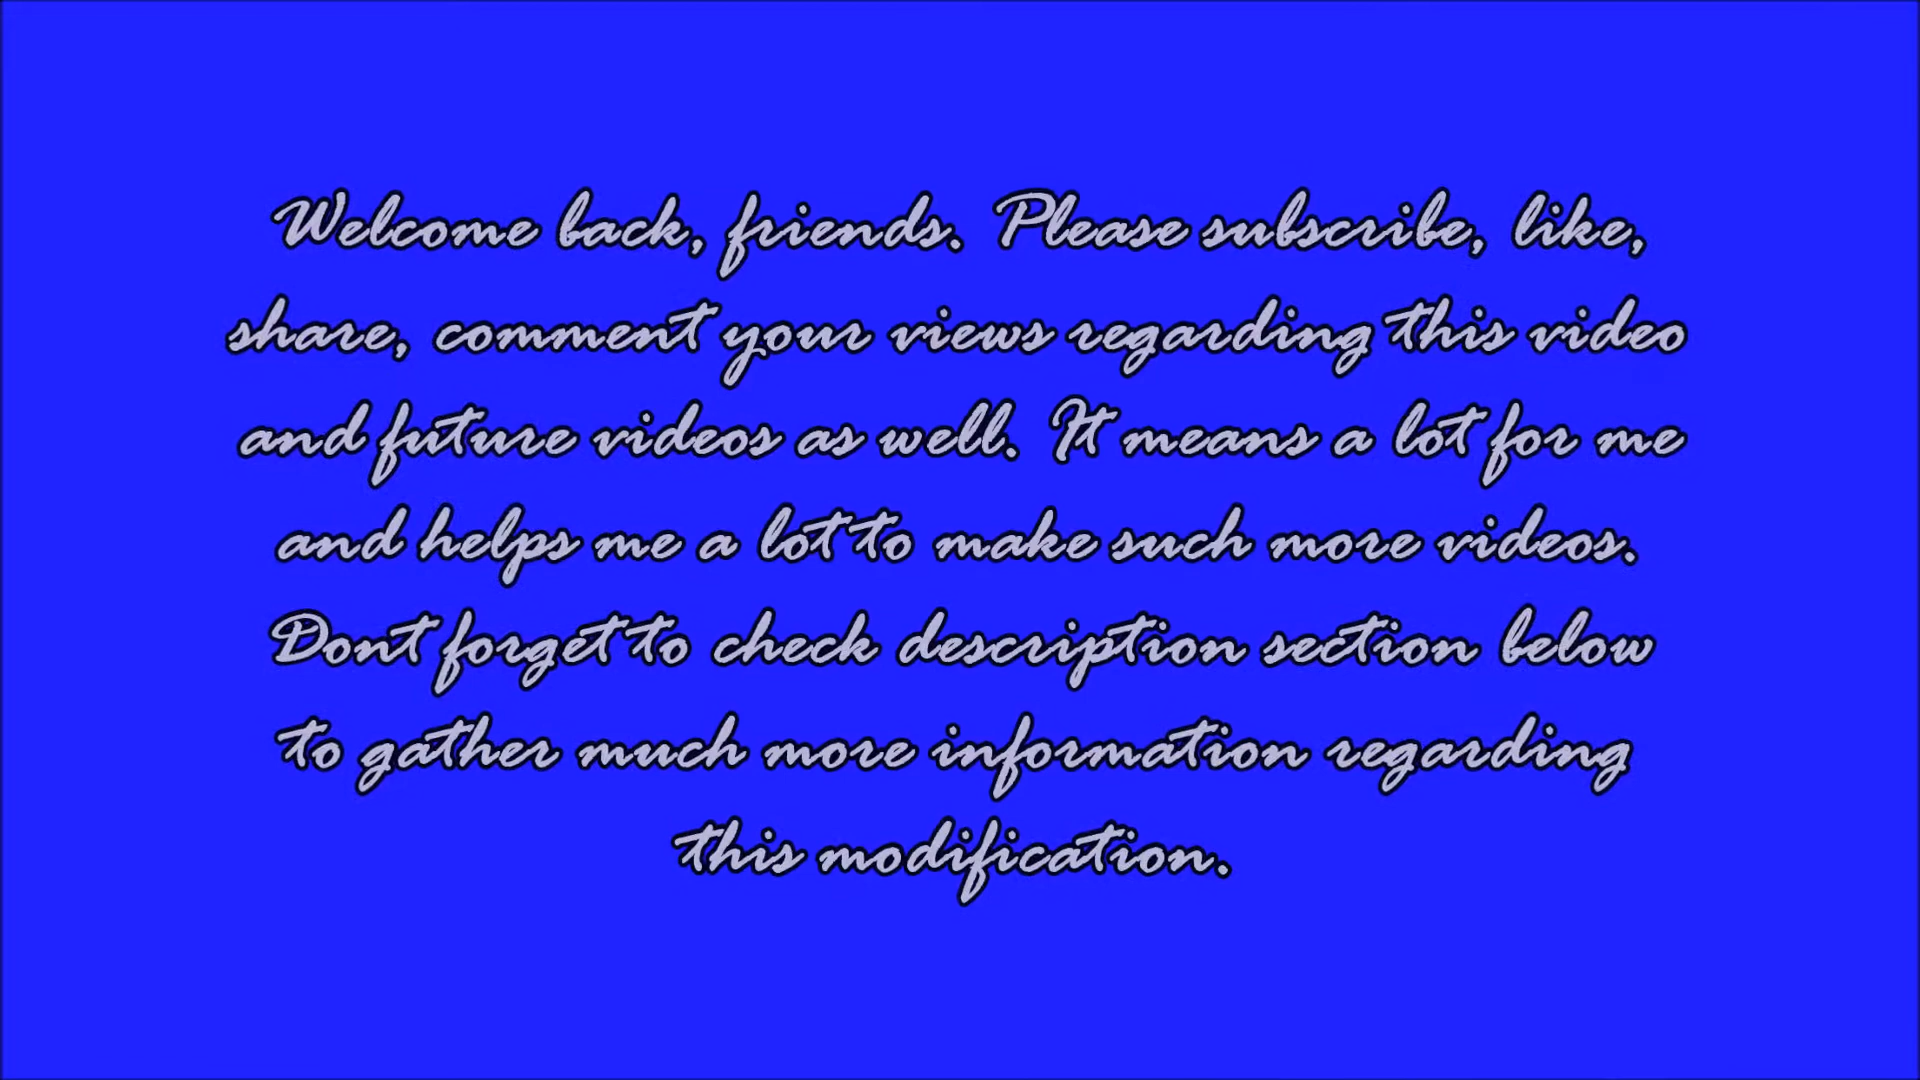 Welcome back, friends. Please subscribe, like,
share, comment your views regarding this video
and future videos as well. It means a lot for me
and helps me a lot to make such more videos.
Dont forget to check description section below
to gather much more information regarding
this modification.